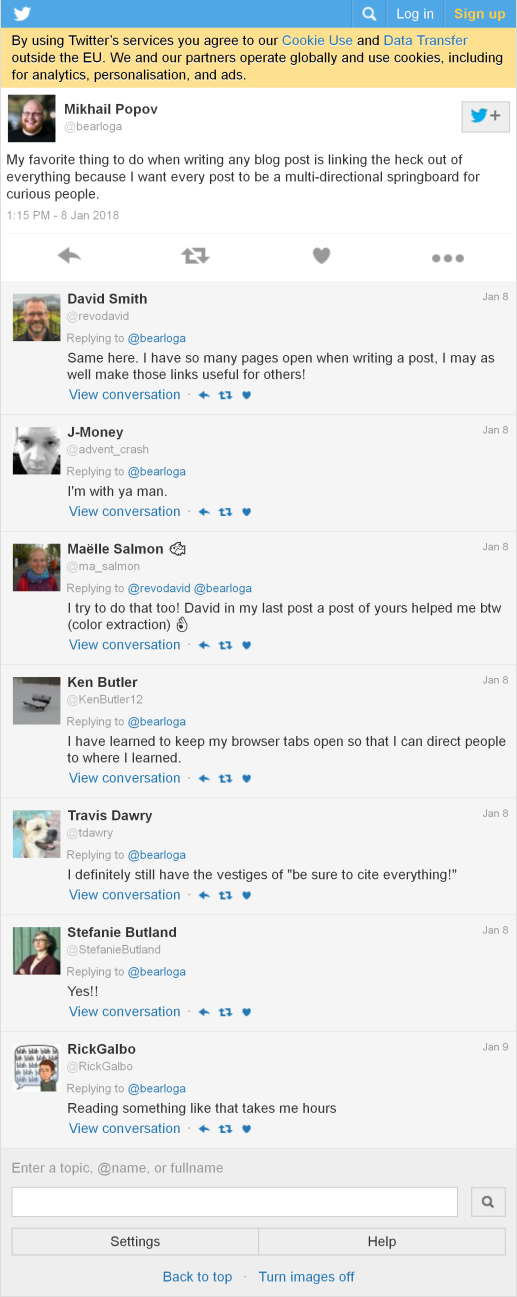 Log in Sign up
By using Twitter's services you agree to our Cookie Use and Data Transfer
outside the EU. We and our partners operate globally and use cookies, including
for analytics, personalisation, and ads.
Mikhail Popov
@bearloga
My favorite thing to do when writing any blog post is linking the heck out of
everything because I want every post to be a multi-directional springboard for
curious people.
1:15 PM - 8 Jan 2018
David Smith Jan 8
@revodavid
Replying to @bearloga
Same here. I have so many pages open when writing a post, I may as
well make those links useful for others!
View conversation ·
J-Money Jan 8
@advent_crash
Replying to @bearloga
I'm with ya man.
View conversation ·
Maëlle Salmon 🐡 Jan 8
@ma_salmon
Replying to @revodavid @bearloga
I try to do that too! David in my last post a post of yours helped me btw
(color extraction) 👌
View conversation ·
Ken Butler Jan 8
@KenButler12
Replying to @bearloga
I have learned to keep my browser tabs open so that I can direct people
to where I learned.
View conversation ·
Travis Dawry Jan 8
@tdawry
Replying to @bearloga
I definitely still have the vestiges of "be sure to cite everything!"
View conversation ·
Stefanie Butland Jan 8
@StefanieButland
Replying to @bearloga
Yes!!
View conversation ·
RickGalbo Jan 9
@RickGalbo
Replying to @bearloga
Reading something like that takes me hours
View conversation ·
Enter a topic, @name, or fullname
Settings Help
Back to top · Turn images off